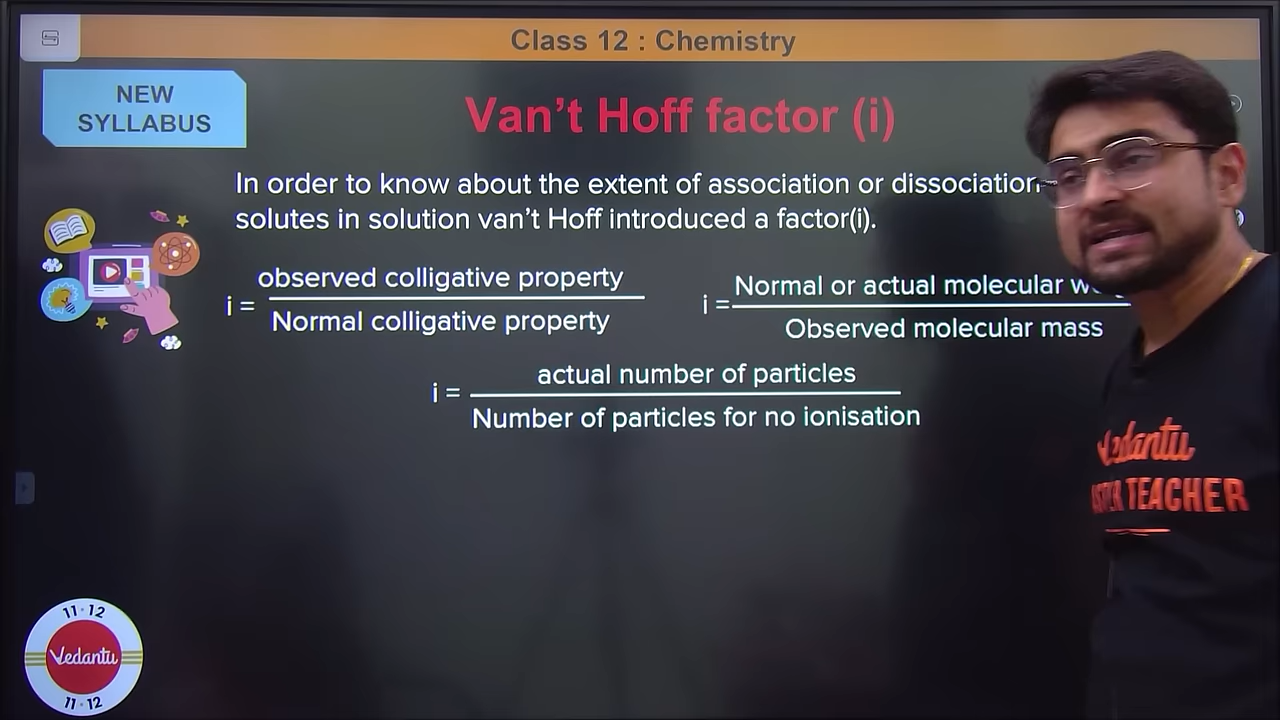 Class 12 : Chemistry
NEW
SYLLABUS
Van't Hoff factor (i)
In order to know about the extent of association or dissociation
solutes in solution van't Hoff introduced a factor(i).
i = observed colligative property
Normal colligative property
i = Normal or actual molecular
Observed molecular mass
i = actual number of particles
Number of particles for no ionisation
Vedantu
TEACHER
11-12
Vedantu
11-12